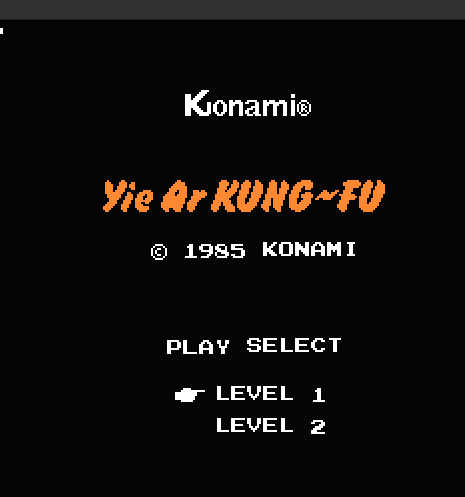 Konami®
Yie Ar KUNG~FU
© 1985 KONAMI
PLAY SELECT
LEVEL 1
LEVEL 2